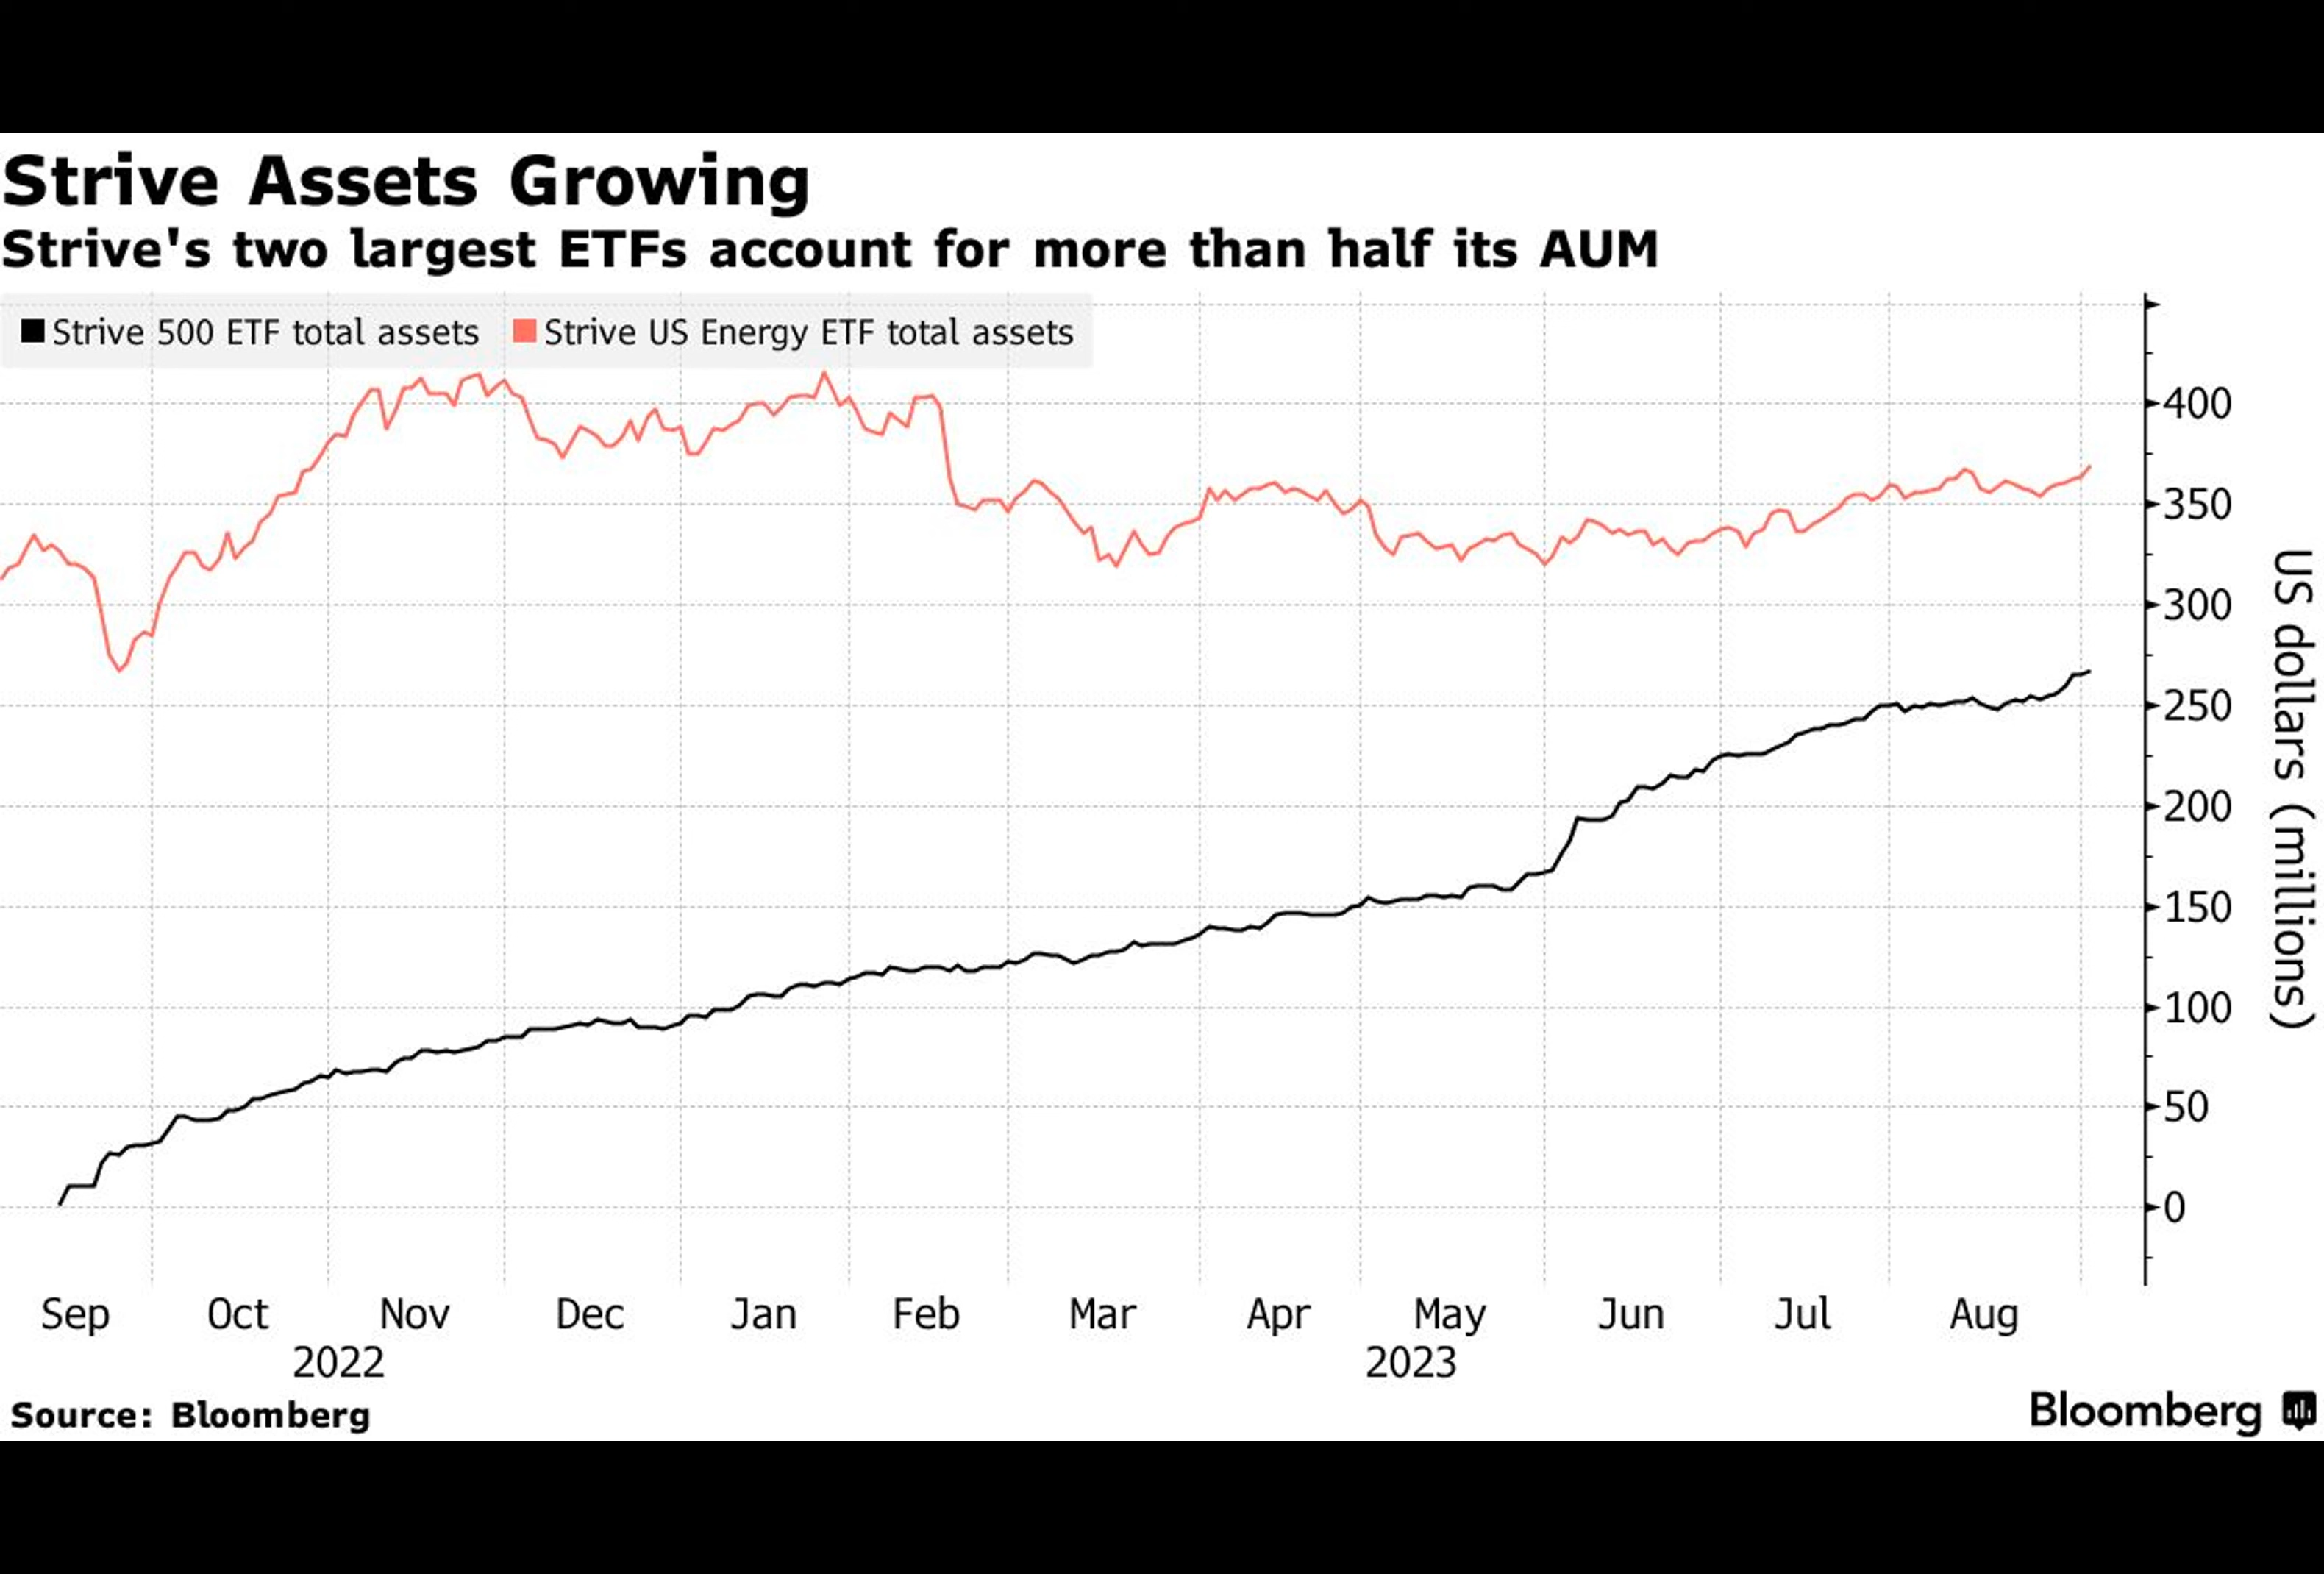 Strive Assets Growing
Strive's two largest ETFs account for more than half its AUM
Strive 500 ETF total assets Strive US Energy ETF total assets
400
350
300
250
200
150
100
50
0
US dollars (millions)
Sep Oct Nov Dec Jan Feb Mar Apr May Jun Jul Aug
2022 2023
Source: Bloomberg
Bloomberg